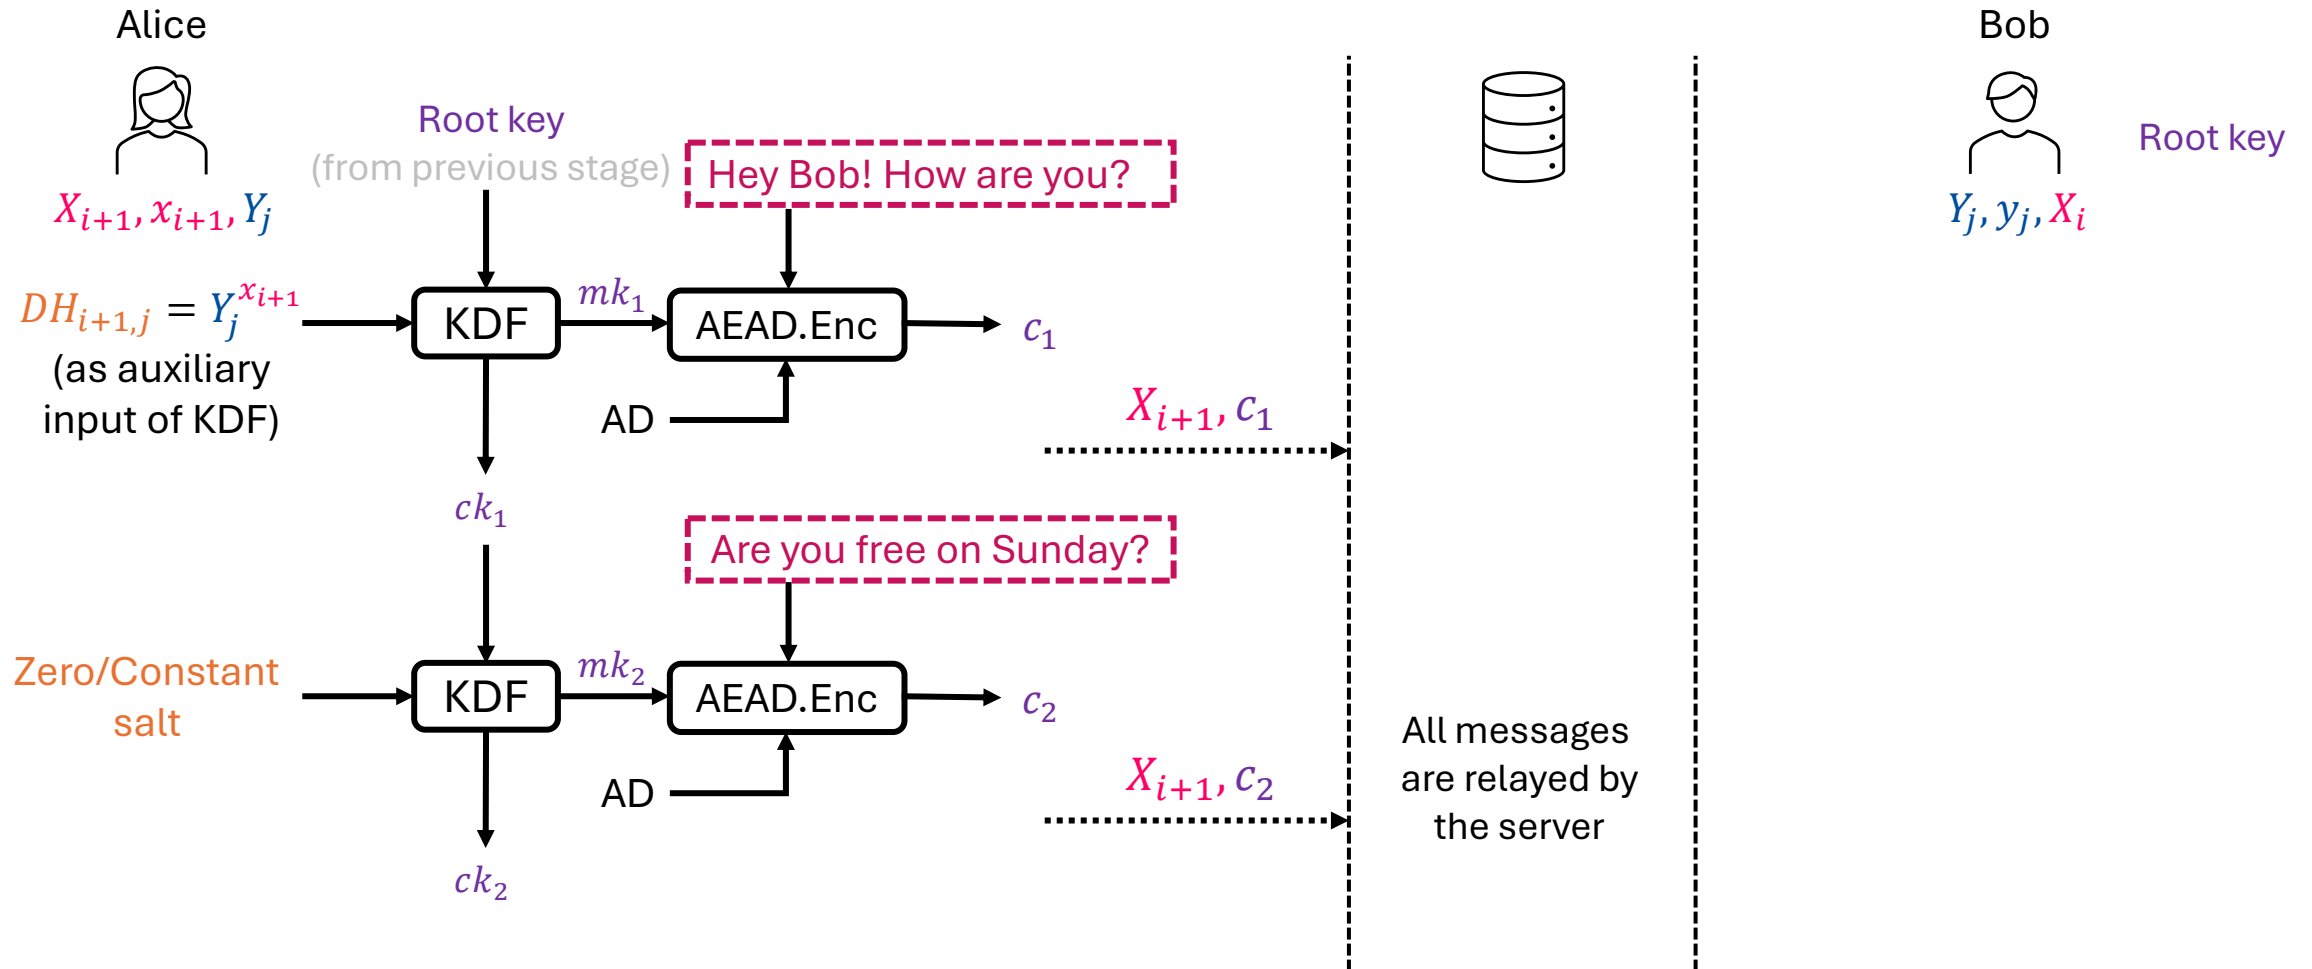 Alice
Bob
Root key
(from previous stage)
Hey Bob! How are you?
Root key
X_{i+1}, x_{i+1}, Y_j
Y_j, y_j, X_i
DH_{i+1,j} = Y_j^{x_{i+1}}
(as auxiliary
input of KDF)
KDF
mk_1
AEAD.Enc
c_1
AD
X_{i+1}, c_1
ck_1
Are you free on Sunday?
Zero/Constant
salt
KDF
mk_2
AEAD.Enc
c_2
AD
X_{i+1}, c_2
ck_2
All messages
are relayed by
the server